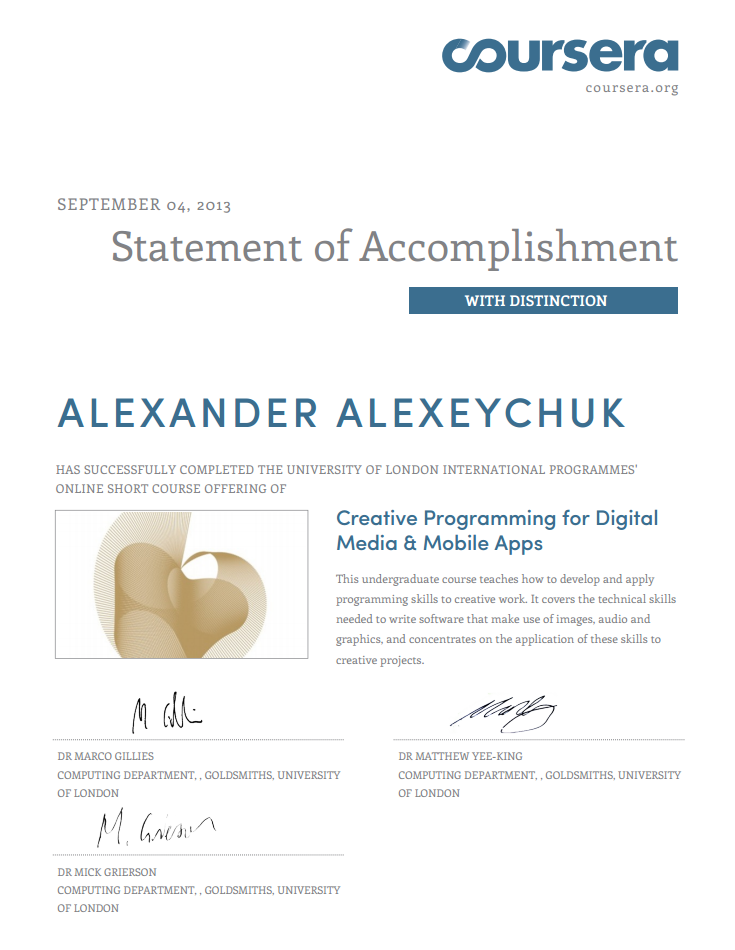 coursera
coursera.org
SEPTEMBER 04, 2013
Statement of Accomplishment
WITH DISTINCTION
ALEXANDER ALEXEYCHUK
HAS SUCCESSFULLY COMPLETED THE UNIVERSITY OF LONDON INTERNATIONAL PROGRAMMES'
ONLINE SHORT COURSE OFFERING OF
Creative Programming for Digital
Media & Mobile Apps
This undergraduate course teaches how to develop and apply
programming skills to creative work. It covers the technical skills
needed to write software that make use of images, audio and
graphics, and concentrates on the application of these skills to
creative projects.
DR MARCO GILLIES
COMPUTING DEPARTMENT, , GOLDSMITHS, UNIVERSITY
OF LONDON
DR MATTHEW YEE-KING
COMPUTING DEPARTMENT, , GOLDSMITHS, UNIVERSITY
OF LONDON
M. Grierson
DR MICK GRIERSON
COMPUTING DEPARTMENT, , GOLDSMITHS, UNIVERSITY
OF LONDON